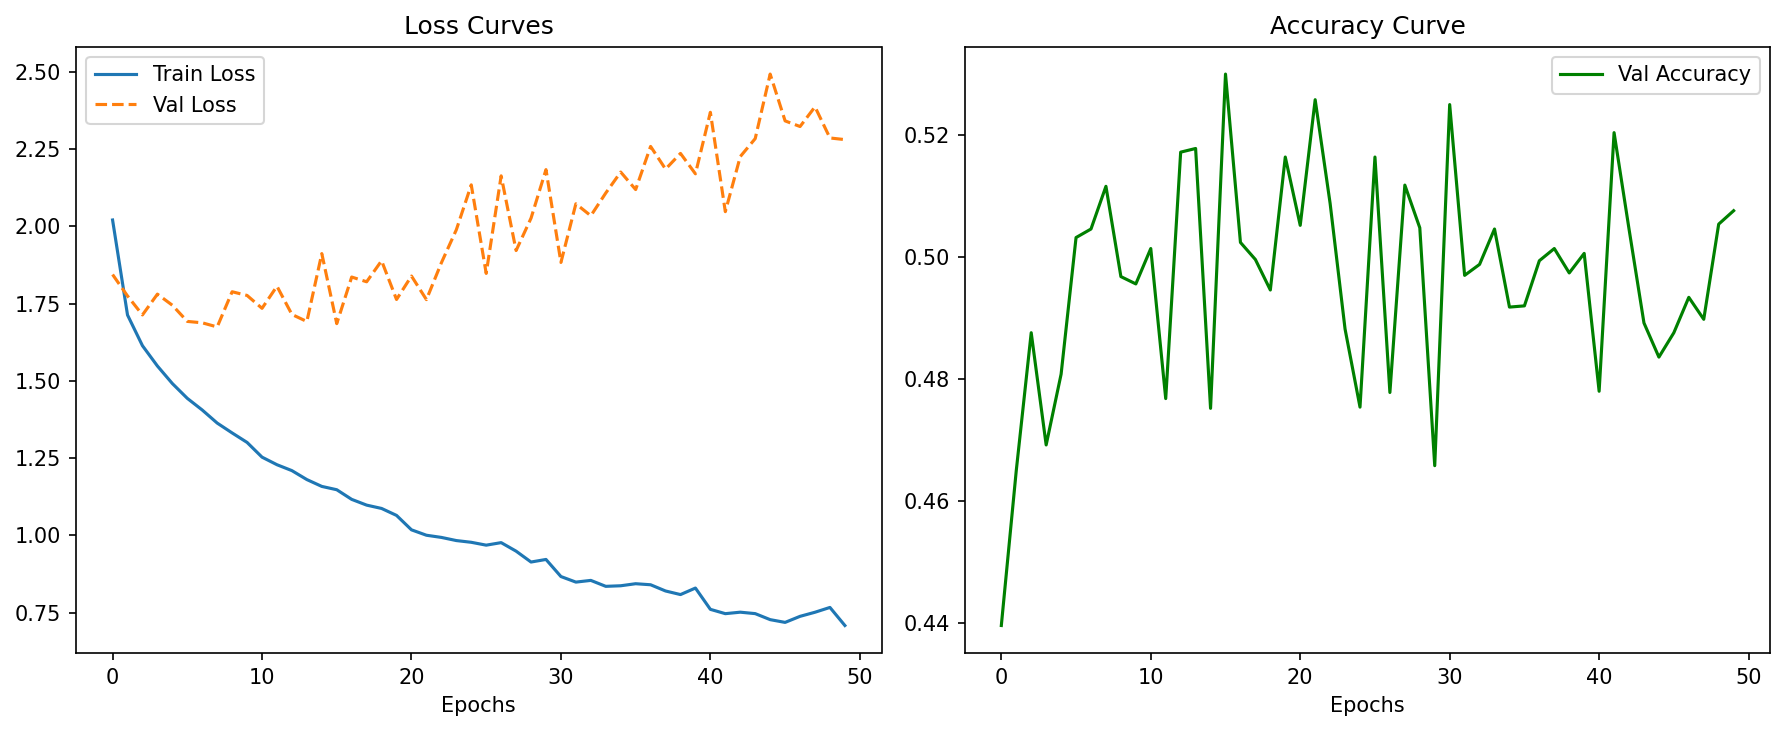 Loss Curves
Train Loss
Val Loss
2.50
2.25
2.00
1.75
1.50
1.25
1.00
0.75
0 10 20 30 40 50
Epochs
Accuracy Curve
Val Accuracy
0.52
0.50
0.48
0.46
0.44
0 10 20 30 40 50
Epochs